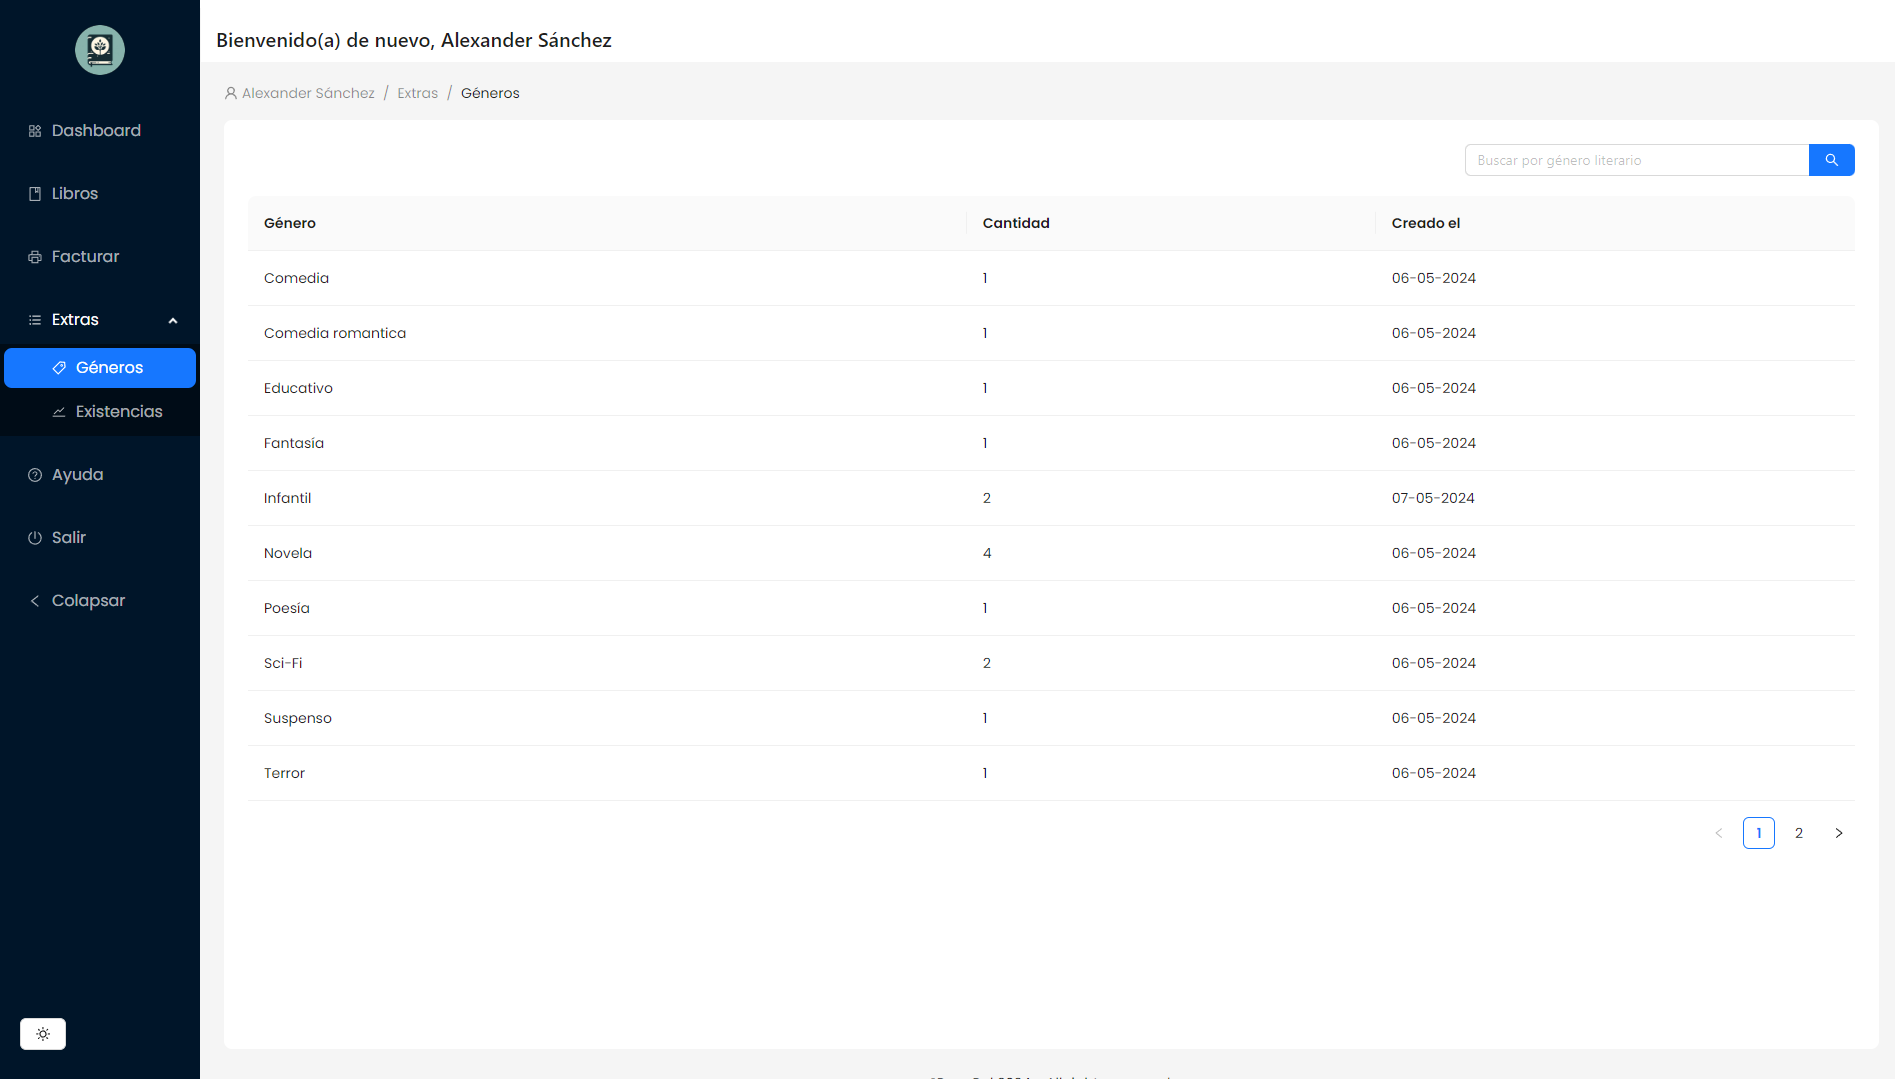 Bienvenido(a) de nuevo, Alexander Sánchez
Alexander Sánchez / Extras / Géneros
Dashboard
Libros
Facturar
Extras
Géneros
Existencias
Ayuda
Salir
Colapsar
Buscar por género literario
Género Cantidad Creado el
Comedia 1 06-05-2024
Comedia romantica 1 06-05-2024
Educativo 1 06-05-2024
Fantasía 1 06-05-2024
Infantil 2 07-05-2024
Novela 4 06-05-2024
Poesía 1 06-05-2024
Sci-Fi 2 06-05-2024
Suspenso 1 06-05-2024
Terror 1 06-05-2024
< 1 2 >